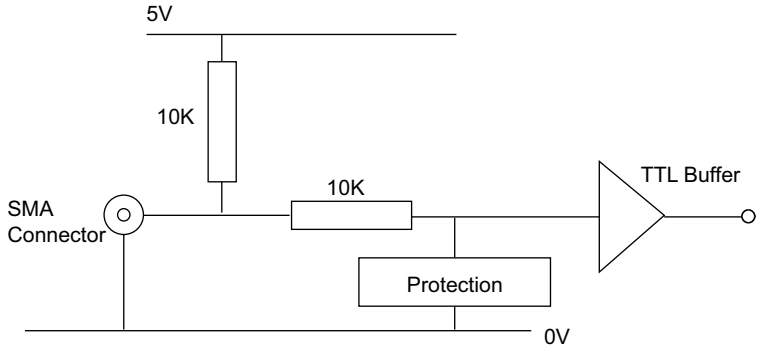 5V
10K
10K
TTL Buffer
SMA
Connector
Protection
0V